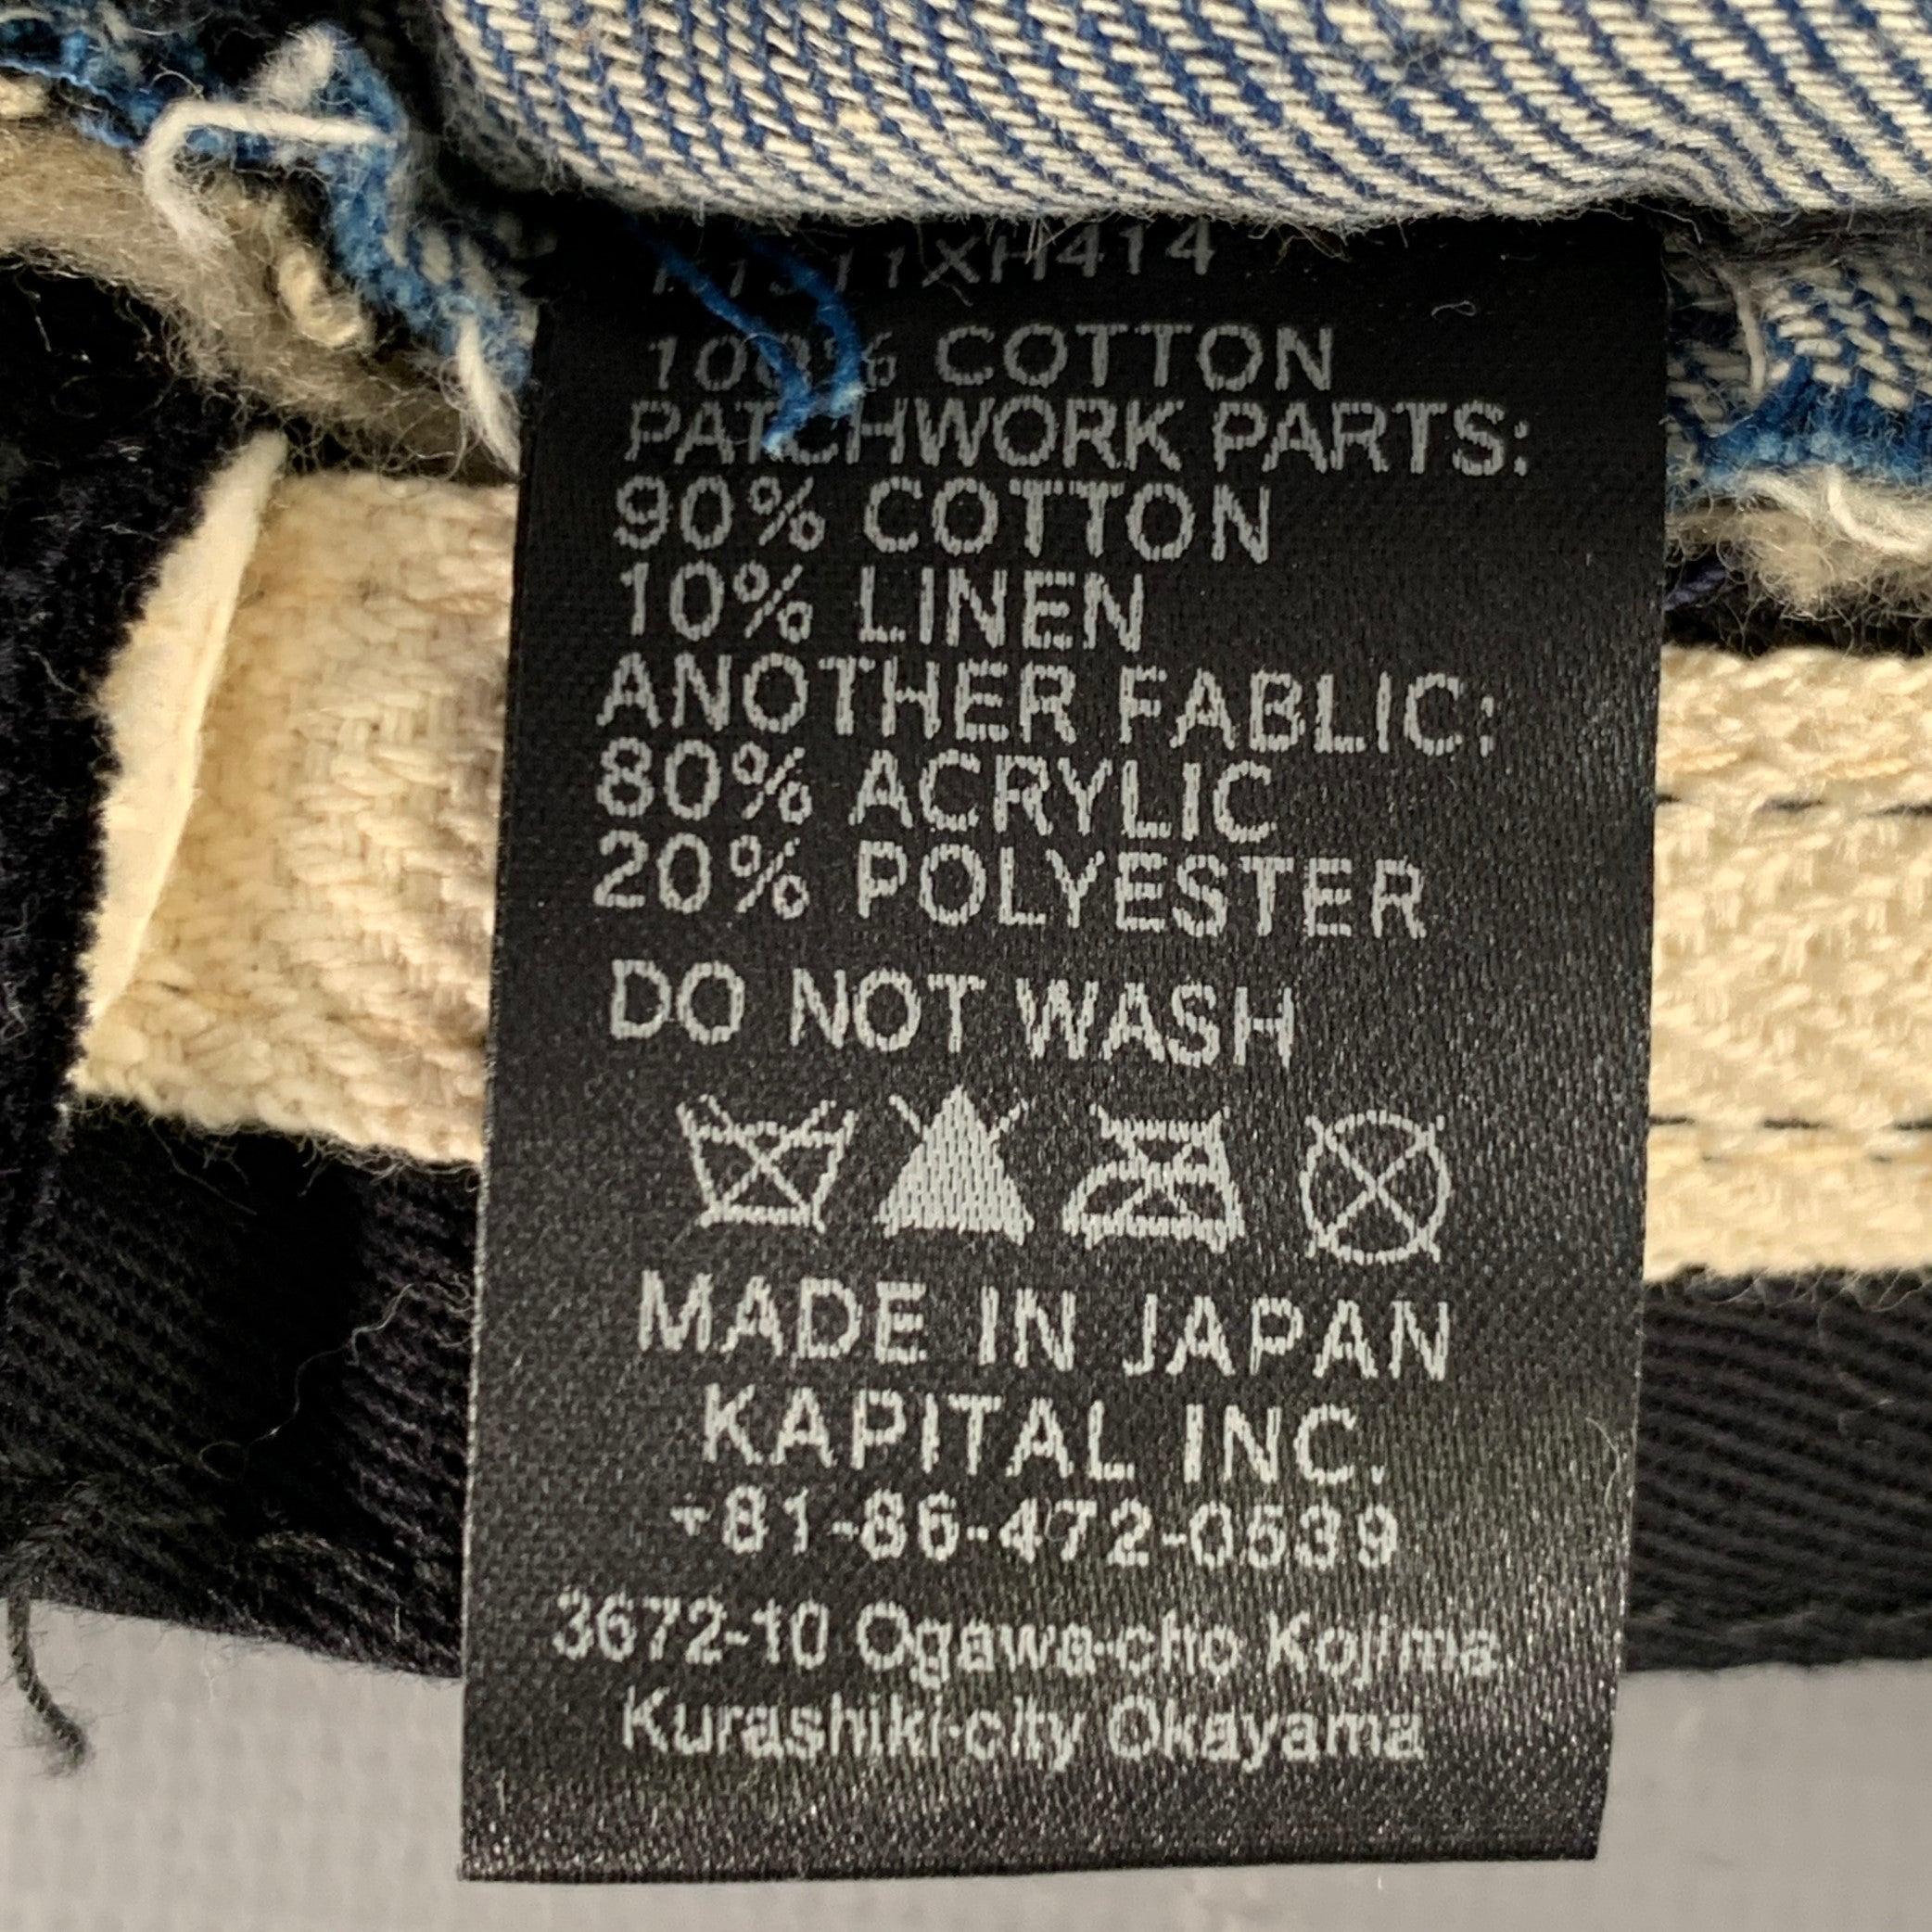 100% COTTON
PATCHWORK PARTS:
90% COTTON
10% LINEN
ANOTHER FABLIC:
80% ACRYLIC
20% POLYESTER
DO NOT WASH
MADE IN JAPAN
KAPITAL INC.
+81-86-472-0539
3672-10 Ogawa-cho Kojima
Kurashiki-city Okayama